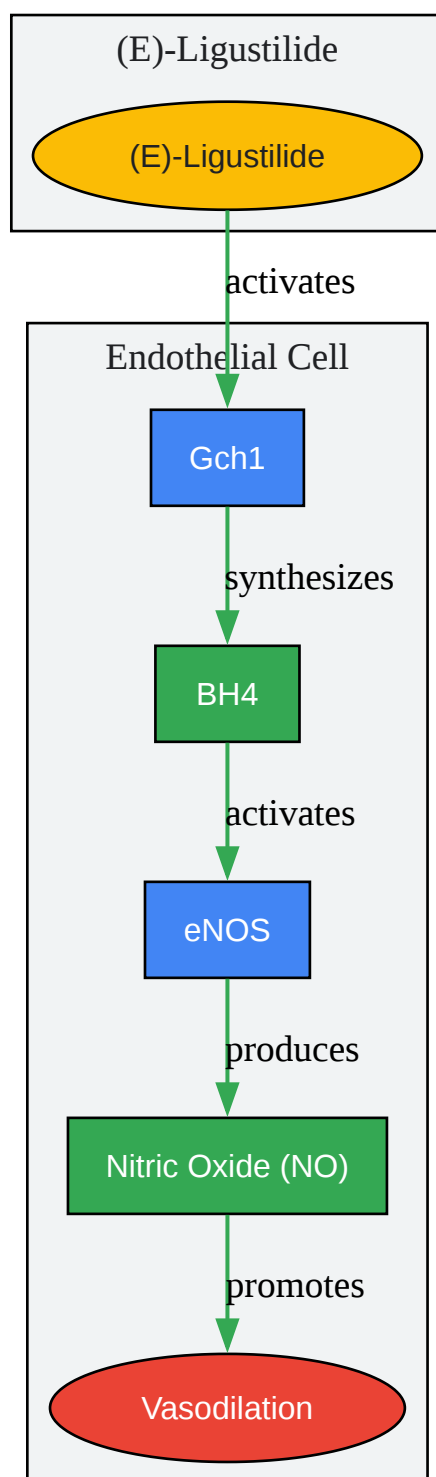 (E)-Ligustilide
(E)-Ligustilide
activates
Endothelial Cell
Gch1
synthesizes
BH4
activates
eNOS
produces
Nitric Oxide (NO)
promotes
Vasodilation